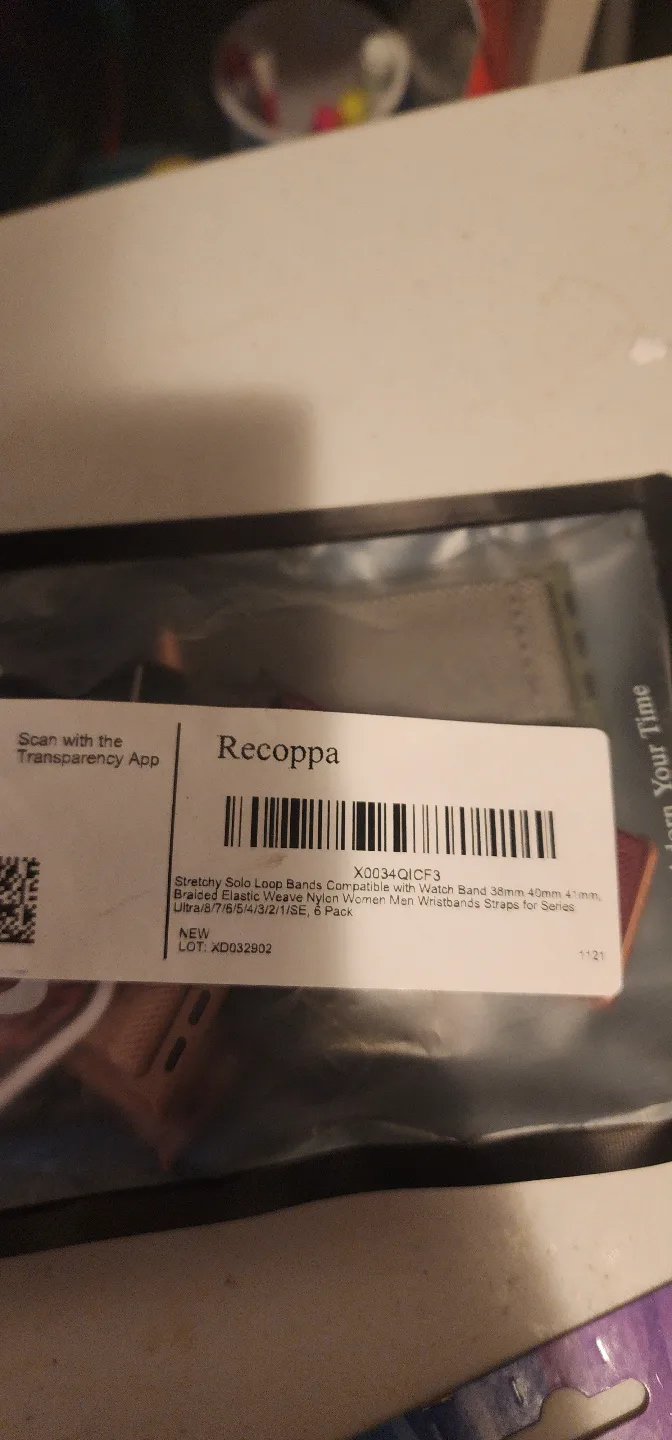 Scan with the
Transparency App
Recoppa
X0034QICF3
Stretchy Solo Loop Bands Compatible with Watch Band 38mm 40mm 41mm,
Braided Elastic Weave Nylon Women Men Wristbands Straps for Series
Ultra/8/7/6/5/4/3/2/1/SE, 6 Pack
NEW
LOT: XD032902
1121
Your Time